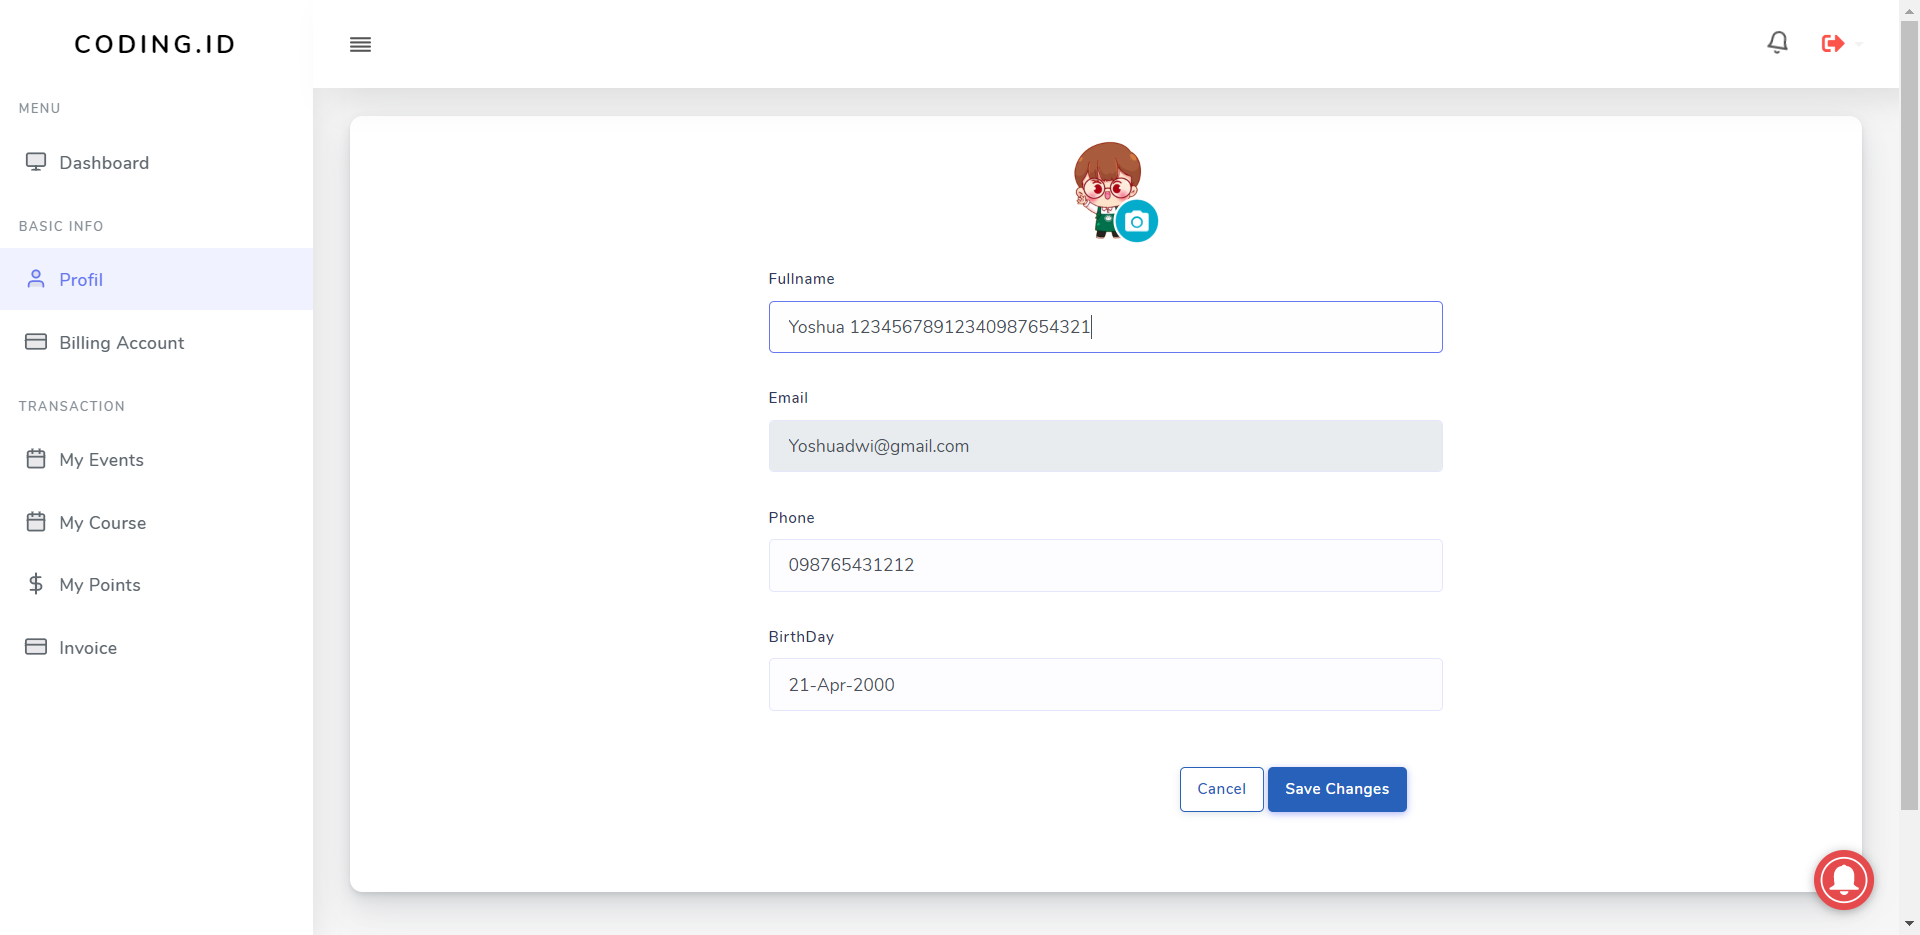 CODING.ID
MENU
Dashboard
BASIC INFO
Profil
Billing Account
TRANSACTION
My Events
My Course
My Points
Invoice
Fullname
Yoshua 12345678912340987654321
Email
Yoshuadwi@gmail.com
Phone
098765431212
BirthDay
21-Apr-2000
Cancel
Save Changes